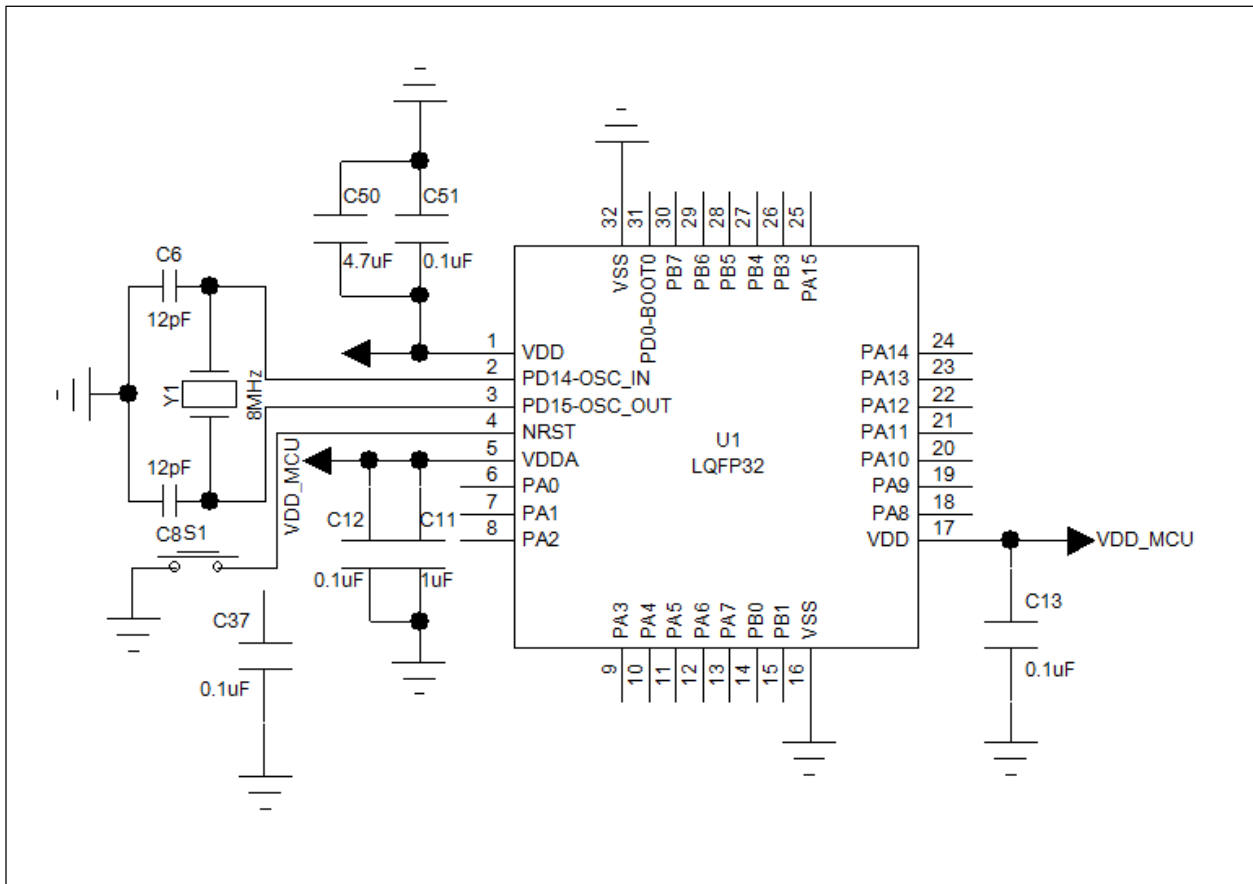 C50
C51
4.7uF
0.1uF
C6
12pF
Y1
8MHz
12pF
C8
S1
VDD_MCU
C37
0.1uF
C12
C11
0.1uF
1uF
32
31
30
29
28
27
26
25
VSS
PD0-BOOT0
PB7
PB6
PB5
PB4
PB3
PA15
1 VDD
2 PD14-OSC_IN
3 PD15-OSC_OUT
4 NRST
5 VDDA
6 PA0
7 PA1
8 PA2
U1
LQFP32
PA14 24
PA13 23
PA12 22
PA11 21
PA10 20
PA9 19
PA8 18
VDD 17
VDD_MCU
PA3
PA4
PA5
PA6
PA7
PB0
PB1
VSS
9
10
11
12
13
14
15
16
C13
0.1uF